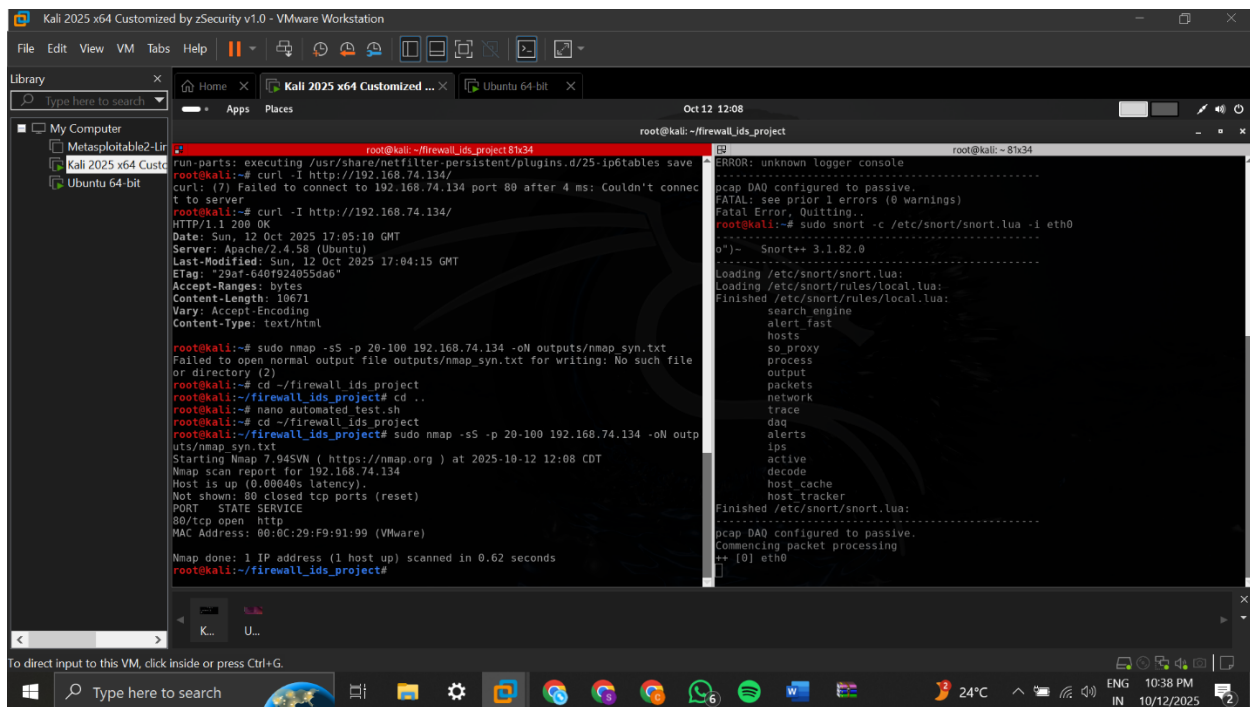 Kali 2025 x64 Customized by zSecurity v1.0 - VMware Workstation
File Edit View VM Tabs Help
Library
Type here to search
My Computer
Metasploitable2-Lir
Kali 2025 x64 Custo
Ubuntu 64-bit
Home
Kali 2025 x64 Customized ...
Ubuntu 64-bit
Apps Places
Oct 12 12:08
root@kali: ~/firewall_ids_project
root@kali: ~/firewall_ids_project 81x34
run-parts: executing /usr/share/netfilter-persistent/plugins.d/25-ip6tables save
root@kali:~# curl -I http://192.168.74.134/
curl: (7) Failed to connect to 192.168.74.134 port 80 after 4 ms: Couldn't connec
t to server
root@kali:~# curl -I http://192.168.74.134/
HTTP/1.1 200 OK
Date: Sun, 12 Oct 2025 17:05:10 GMT
Server: Apache/2.4.58 (Ubuntu)
Last-Modified: Sun, 12 Oct 2025 17:04:15 GMT
ETag: "29af-640f924055da6"
Accept-Ranges: bytes
Content-Length: 10671
Vary: Accept-Encoding
Content-Type: text/html
root@kali:~# sudo nmap -sS -p 20-100 192.168.74.134 -oN outputs/nmap_syn.txt
Failed to open normal output file outputs/nmap_syn.txt for writing: No such file
or directory (2)
root@kali:~# cd ~/firewall_ids_project
root@kali:~/firewall_ids_project# cd ..
root@kali:~# nano automated_test.sh
root@kali:~# cd ~/firewall_ids_project
root@kali:~/firewall_ids_project# sudo nmap -sS -p 20-100 192.168.74.134 -oN outp
uts/nmap_syn.txt
Starting Nmap 7.94SVN ( https://nmap.org ) at 2025-10-12 12:08 CDT
Nmap scan report for 192.168.74.134
Host is up (0.00040s latency).
Not shown: 80 closed tcp ports (reset)
PORT   STATE SERVICE
80/tcp open  http
MAC Address: 00:0C:29:F9:91:99 (VMware)
Nmap done: 1 IP address (1 host up) scanned in 0.62 seconds
root@kali:~/firewall_ids_project#
root@kali: ~ 81x34
ERROR: unknown logger console
--------------------------------------------------
pcap DAQ configured to passive.
FATAL: see prior 1 errors (0 warnings)
Fatal Error, Quitting..
root@kali:~# sudo snort -c /etc/snort/snort.lua -i eth0
--------------------------------------------------
o")~   Snort++ 3.1.82.0
--------------------------------------------------
Loading /etc/snort/snort.lua:
Loading /etc/snort/rules/local.lua:
Finished /etc/snort/rules/local.lua:
search_engine
alert_fast
hosts
so_proxy
process
output
packets
network
trace
daq
alerts
ips
active
decode
host_cache
host_tracker
Finished /etc/snort/snort.lua:
--------------------------------------------------
pcap DAQ configured to passive.
Commencing packet processing
++ [0] eth0
K...
U...
To direct input to this VM, click inside or press Ctrl+G.
Type here to search
6
2
24°C
ENG
IN
10:38 PM
10/12/2025
2